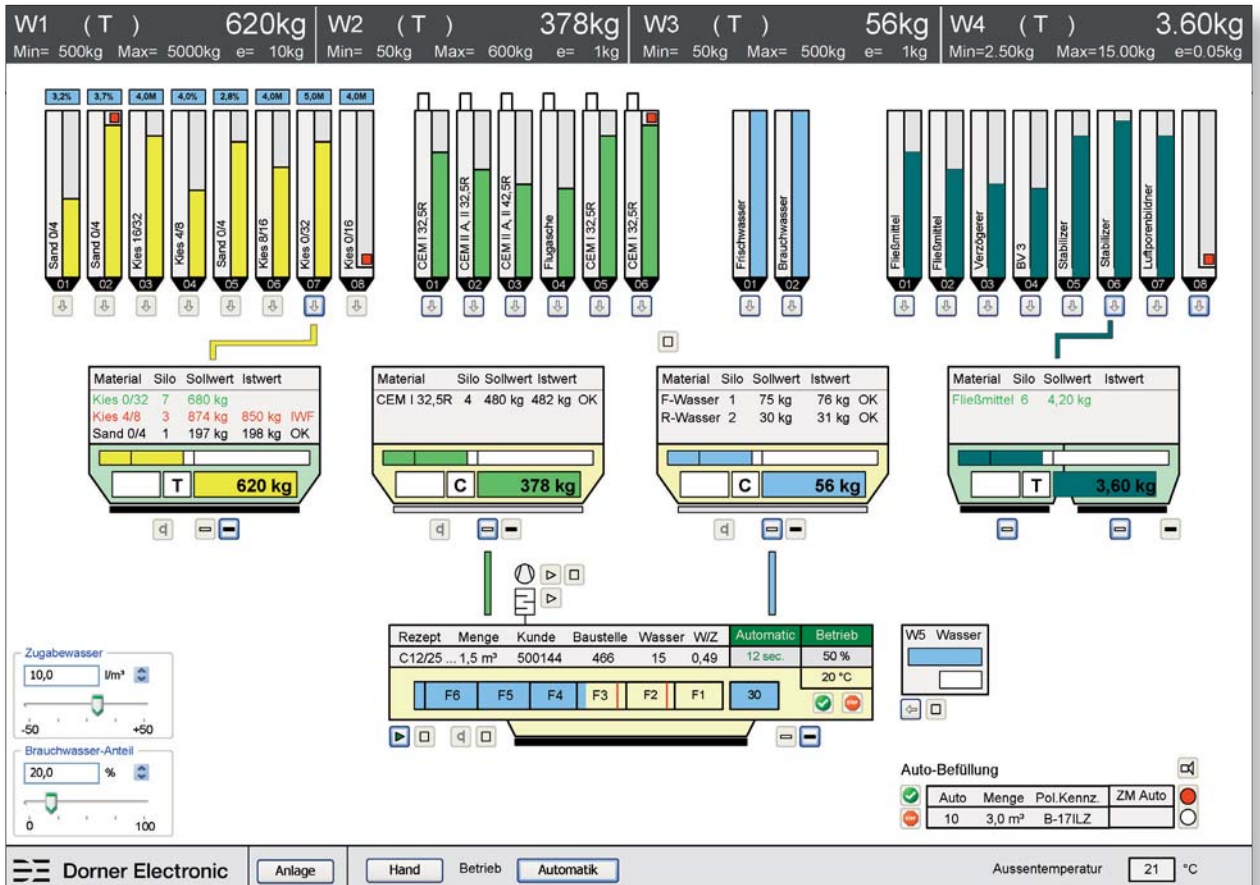 W1 ( T ) 620kg
Min= 500kg Max= 5000kg e= 10kg
W2 ( T ) 378kg
Min= 50kg Max= 600kg e= 1kg
W3 ( T ) 56kg
Min= 50kg Max= 500kg e= 1kg
W4 ( T ) 3.60kg
Min=2.50kg Max=15.00kg e=0.05kg
3,2% 3,7% 4,0M 4,0% 2,8% 4,0M 5,0M 4,0M
Sand 0/4
Sand 0/4
Kies 16/32
Kies 4/8
Sand 0/4
Kies 8/16
Kies 0/32
Kies 0/16
01 02 03 04 05 06 07 08
CEM I 32,5R
CEM II A, II 32,5R
CEM II A, II 42,5R
Flugasche
CEM I 32,5R
CEM I 32,5R
01 02 03 04 05 06
Frischwasser
Brauchwasser
01 02
Fließmittel
Fließmittel
Verzögerer
BV 3
Stabilizer
Stabilizer
Luftporenbildner
01 02 03 04 05 06 07 08
Material Silo Sollwert Istwert
Kies 0/32 7 680 kg
Kies 4/8 3 874 kg 850 kg IWF
Sand 0/4 1 197 kg 198 kg OK
T 620 kg
Material Silo Sollwert Istwert
CEM I 32,5R 4 480 kg 482 kg OK
C 378 kg
Material Silo Sollwert Istwert
F-Wasser 1 75 kg 76 kg OK
R-Wasser 2 30 kg 31 kg OK
C 56 kg
Material Silo Sollwert Istwert
Fließmittel 6 4,20 kg
T 3,60 kg
Rezept Menge Kunde Baustelle Wasser W/Z Automatic Betrieb
C12/25 ... 1,5 m³ 500144 466 15 0,49 12 sec. 50 %
20 °C
F6 F5 F4 F3 F2 F1 30
STOP
W5 Wasser
Zugabewasser
10,0 l/m³
-50 +50
Brauchwasser-Anteil
20,0 %
0 100
Auto-Befüllung
Auto Menge Pol.Kennz. ZM Auto
STOP 10 3,0 m³ B-17ILZ
Dorner Electronic
Anlage
Hand
Betrieb
Automatik
Aussentemperatur 21 °C